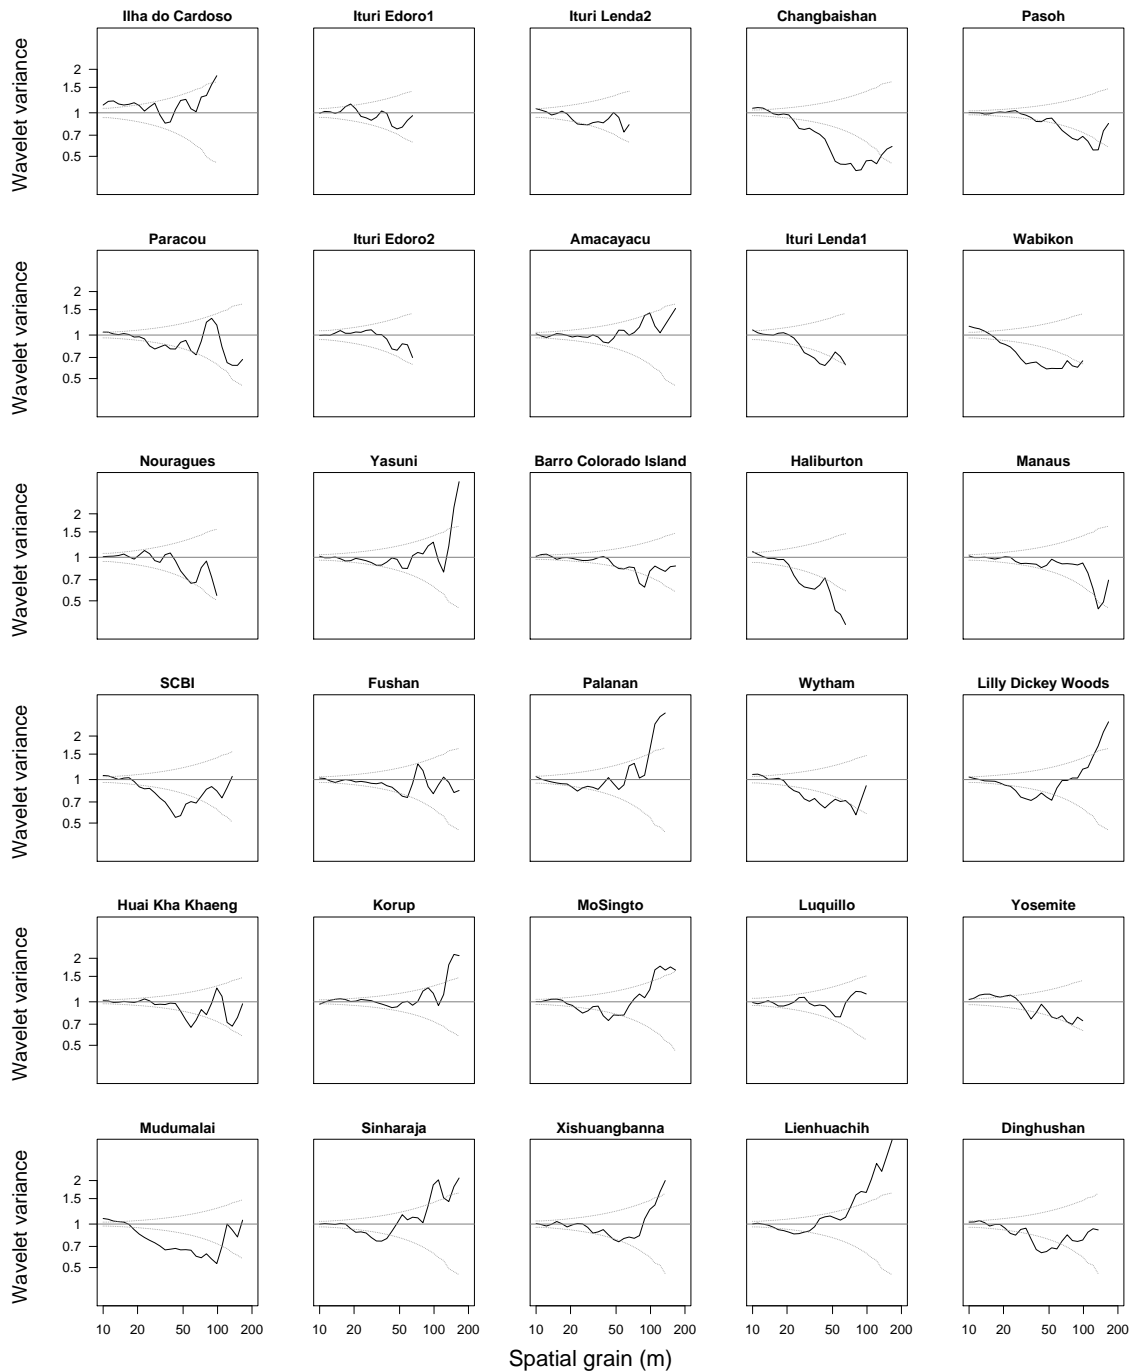 Ilha do Cardoso Ituri Edoro1 Ituri Lenda2 Changbaishan Pasoh
Wavelet variance
2
1.5
1
0.7
0.5
Paracou Ituri Edoro2 Amacayacu Ituri Lenda1 Wabikon
Wavelet variance
2
1.5
1
0.7
0.5
Nouragues Yasuni Barro Colorado Island Haliburton Manaus
Wavelet variance
2
1.5
1
0.7
0.5
SCBI Fushan Palanan Wytham Lilly Dickey Woods
Wavelet variance
2
1.5
1
0.7
0.5
Huai Kha Khaeng Korup MoSingto Luquillo Yosemite
Wavelet variance
2
1.5
1
0.7
0.5
Mudumalai Sinharaja Xishuangbanna Lienhuachih Dinghushan
Wavelet variance
2
1.5
1
0.7
0.5
10 20 50 100 200 10 20 50 100 200 10 20 50 100 200 10 20 50 100 200 10 20 50 100 200
Spatial grain (m)